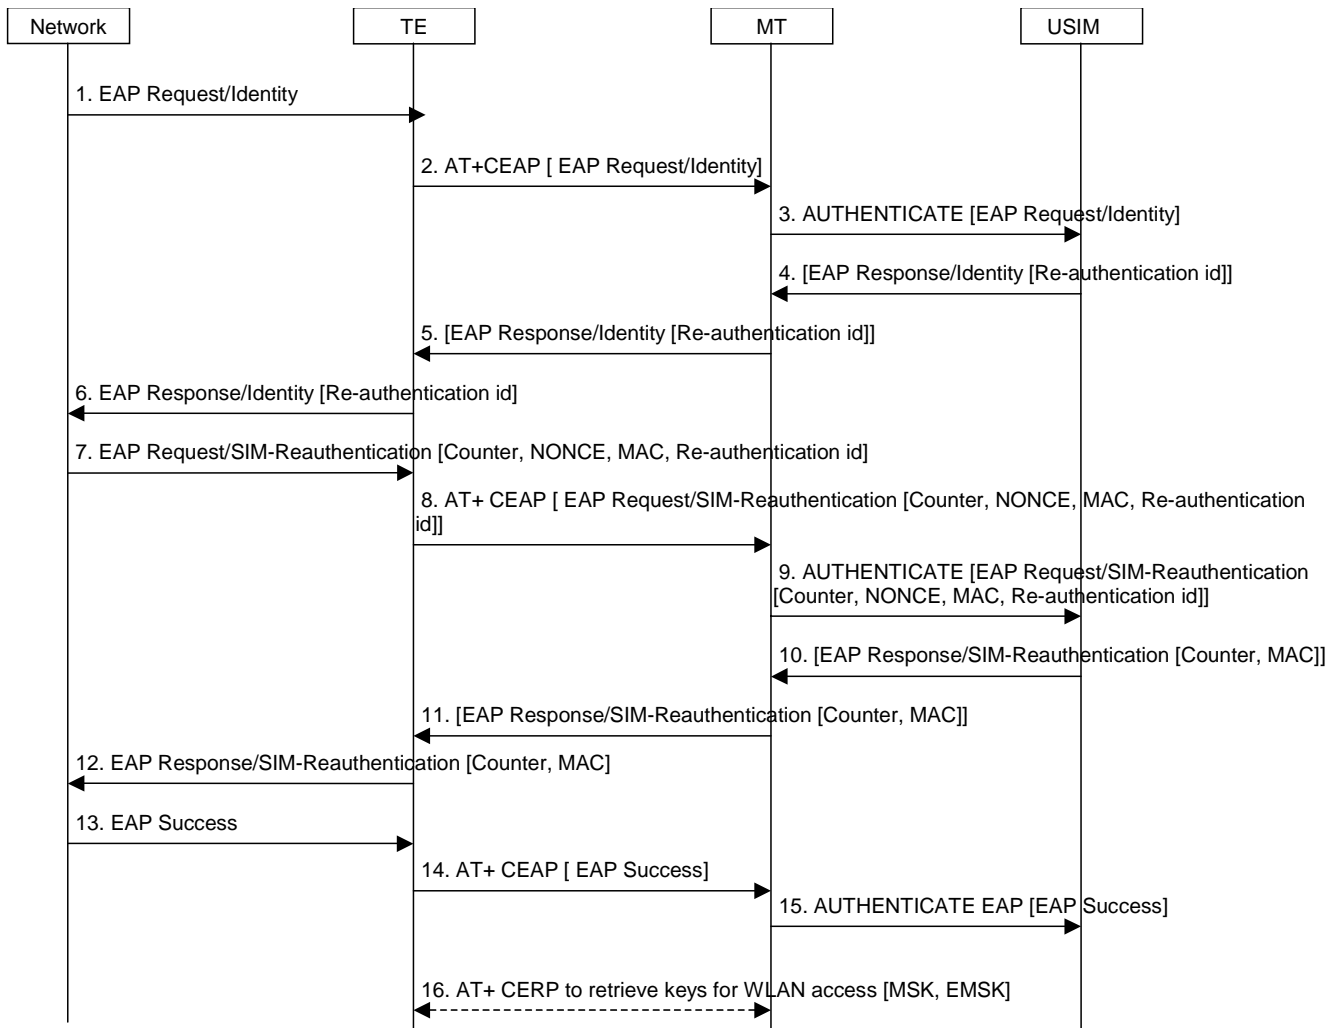 Network TE MT USIM
1. EAP Request/Identity
2. AT+CEAP [ EAP Request/Identity]
3. AUTHENTICATE [EAP Request/Identity]
4. [EAP Response/Identity [Re-authentication id]]
5. [EAP Response/Identity [Re-authentication id]]
6. EAP Response/Identity [Re-authentication id]
7. EAP Request/SIM-Reauthentication [Counter, NONCE, MAC, Re-authentication id]
8. AT+ CEAP [ EAP Request/SIM-Reauthentication [Counter, NONCE, MAC, Re-authentication
id]]
9. AUTHENTICATE [EAP Request/SIM-Reauthentication
[Counter, NONCE, MAC, Re-authentication id]]
10. [EAP Response/SIM-Reauthentication [Counter, MAC]]
11. [EAP Response/SIM-Reauthentication [Counter, MAC]]
12. EAP Response/SIM-Reauthentication [Counter, MAC]
13. EAP Success
14. AT+ CEAP [ EAP Success]
15. AUTHENTICATE EAP [EAP Success]
16. AT+ CERP to retrieve keys for WLAN access [MSK, EMSK]